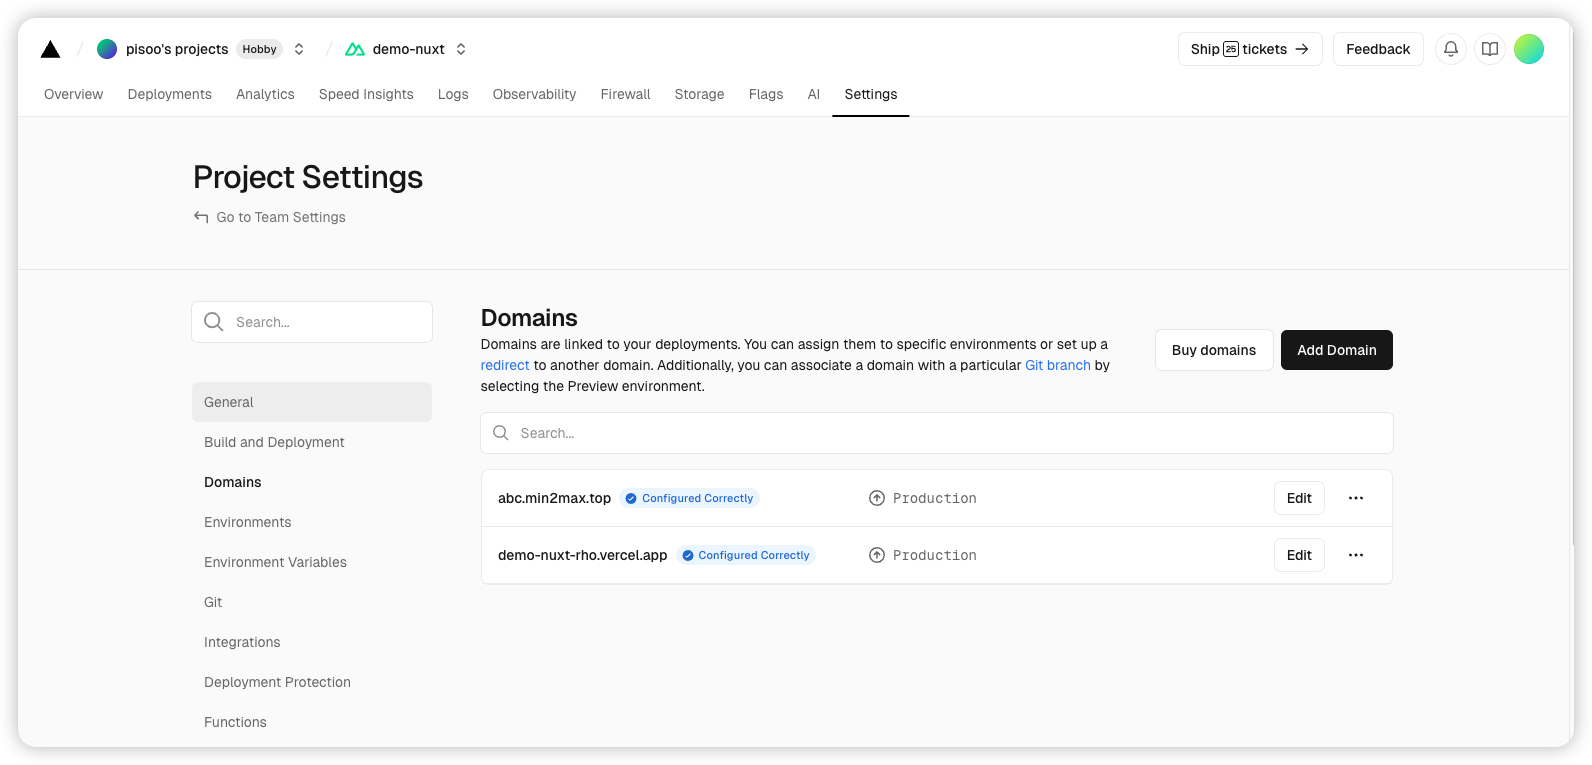 pisoo's projects Hobby demo-nuxt Ship 25 tickets Feedback
Overview Deployments Analytics Speed Insights Logs Observability Firewall Storage Flags AI Settings
Project Settings
Go to Team Settings
Search...
General
Build and Deployment
Domains
Environments
Environment Variables
Git
Integrations
Deployment Protection
Functions
Domains
Domains are linked to your deployments. You can assign them to specific environments or set up a
redirect to another domain. Additionally, you can associate a domain with a particular Git branch by
selecting the Preview environment.
Buy domains Add Domain
Search...
abc.min2max.top Configured Correctly Production Edit
demo-nuxt-rho.vercel.app Configured Correctly Production Edit